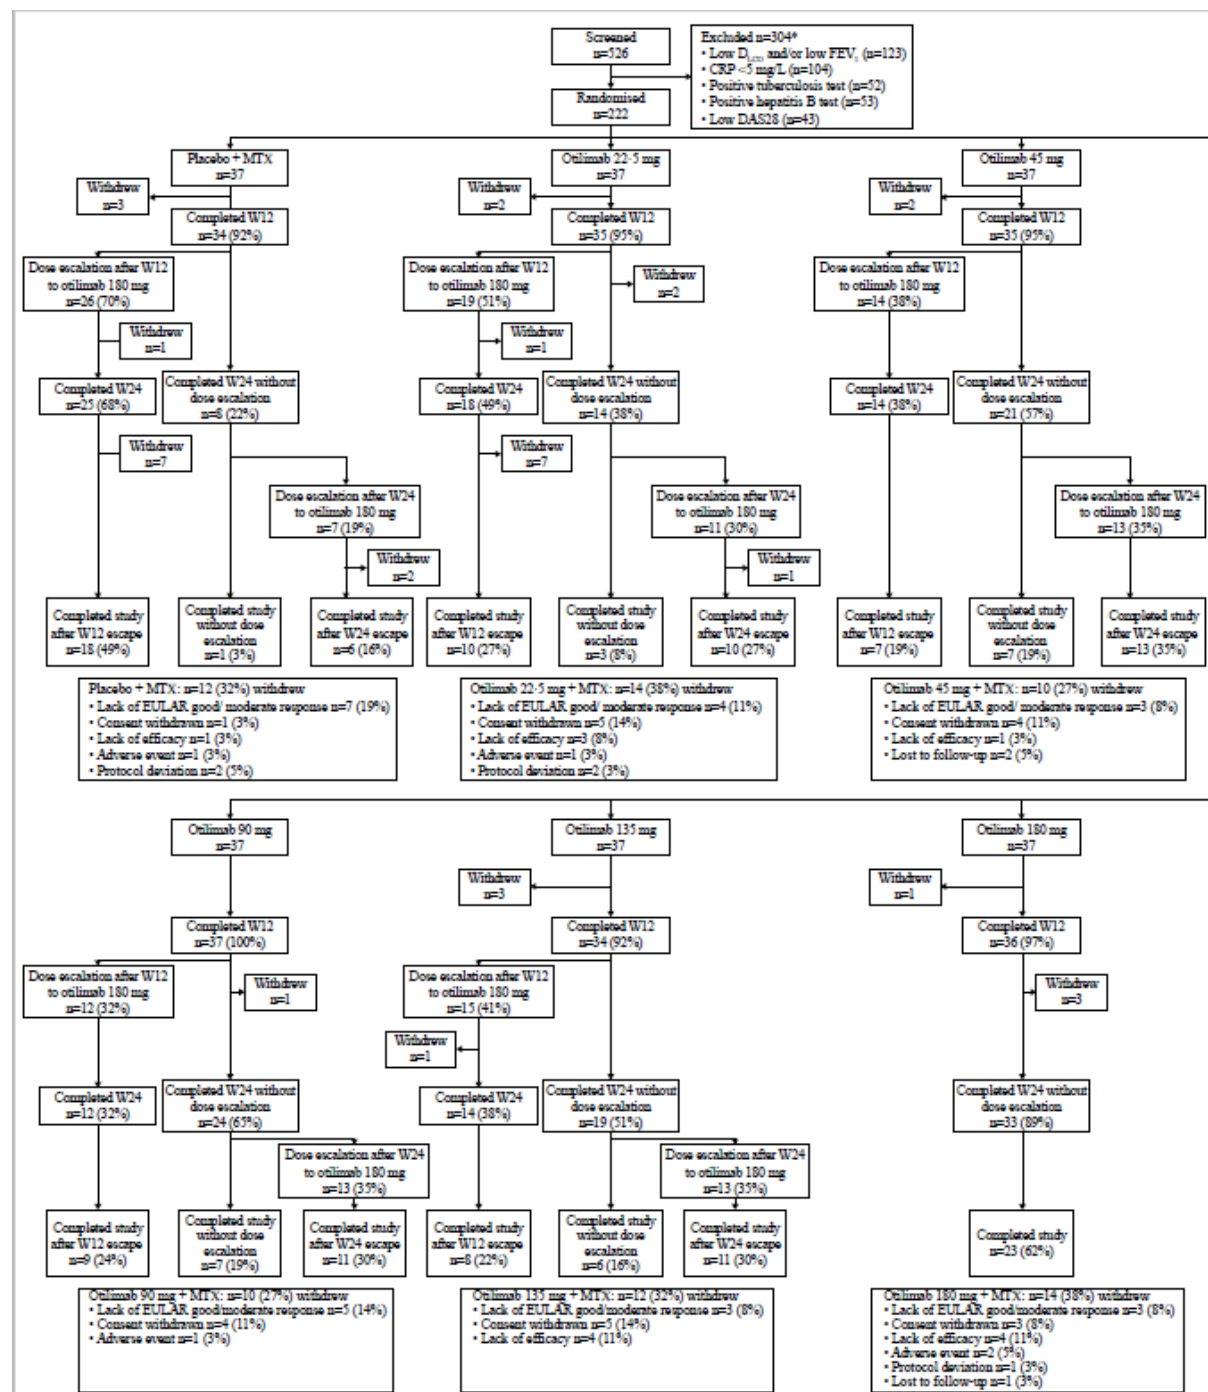 Screened
n=526
Excluded n=304*
• Low DLCO and/or low FEV1 (n=123)
• CRP <5 mg/L (n=104)
• Positive tuberculosis test (n=52)
• Positive hepatitis B test (n=53)
• Low DAS28 (n=43)
Randomised
n=222
Placebo + MTX
n=37
Withdrew
n=3
Completed W12
n=34 (92%)
Dose escalation after W12
to otilimab 180 mg
n=26 (70%)
Withdrew
n=1
Completed W24
n=25 (68%)
Completed W24 without
dose escalation
n=8 (22%)
Withdrew
n=7
Dose escalation after W24
to otilimab 180 mg
n=7 (19%)
Withdrew
n=2
Completed study
after W12 escape
n=18 (49%)
Completed study
without dose
escalation
n=1 (3%)
Completed study
after W24 escape
n=6 (16%)
Placebo + MTX: n=12 (32%) withdrew
• Lack of EULAR good/ moderate response n=7 (19%)
• Consent withdrawn n=1 (3%)
• Lack of efficacy n=1 (3%)
• Adverse event n=1 (3%)
• Protocol deviation n=2 (5%)
Otilimab 22·5 mg
n=37
Withdrew
n=2
Completed W12
n=35 (95%)
Dose escalation after W12
to otilimab 180 mg
n=19 (51%)
Withdrew
n=2
Withdrew
n=1
Completed W24
n=18 (49%)
Completed W24 without
dose escalation
n=14 (38%)
Withdrew
n=7
Dose escalation after W24
to otilimab 180 mg
n=11 (30%)
Withdrew
n=1
Completed study
after W12 escape
n=10 (27%)
Completed study
without dose
escalation
n=3 (8%)
Completed study
after W24 escape
n=10 (27%)
Otilimab 22·5 mg + MTX: n=14 (38%) withdrew
• Lack of EULAR good/ moderate response n=4 (11%)
• Consent withdrawn n=5 (14%)
• Lack of efficacy n=3 (8%)
• Adverse event n=1 (3%)
• Protocol deviation n=2 (3%)
Otilimab 45 mg
n=37
Withdrew
n=2
Completed W12
n=35 (95%)
Dose escalation after W12
to otilimab 180 mg
n=14 (38%)
Completed W24
n=14 (38%)
Completed W24 without
dose escalation
n=21 (57%)
Dose escalation after W24
to otilimab 180 mg
n=13 (35%)
Completed study
after W12 escape
n=7 (19%)
Completed study
without dose
escalation
n=7 (19%)
Completed study
after W24 escape
n=13 (35%)
Otilimab 45 mg + MTX: n=10 (27%) withdrew
• Lack of EULAR good/ moderate response n=3 (8%)
• Consent withdrawn n=4 (11%)
• Lack of efficacy n=1 (3%)
• Lost to follow-up n=2 (5%)
Otilimab 90 mg
n=37
Completed W12
n=37 (100%)
Dose escalation after W12
to otilimab 180 mg
n=12 (32%)
Withdrew
n=1
Completed W24
n=12 (32%)
Completed W24 without
dose escalation
n=24 (65%)
Dose escalation after W24
to otilimab 180 mg
n=13 (35%)
Completed study
after W12 escape
n=9 (24%)
Completed study
without dose
escalation
n=7 (19%)
Completed study
after W24 escape
n=11 (30%)
Otilimab 90 mg + MTX: n=10 (27%) withdrew
• Lack of EULAR good/moderate response n=5 (14%)
• Consent withdrawn n=4 (11%)
• Adverse event n=1 (3%)
Otilimab 135 mg
n=37
Withdrew
n=3
Completed W12
n=34 (92%)
Dose escalation after W12
to otilimab 180 mg
n=15 (41%)
Withdrew
n=1
Completed W24
n=14 (38%)
Completed W24 without
dose escalation
n=19 (51%)
Dose escalation after W24
to otilimab 180 mg
n=13 (35%)
Completed study
after W12 escape
n=8 (22%)
Completed study
without dose
escalation
n=6 (16%)
Completed study
after W24 escape
n=11 (30%)
Otilimab 135 mg + MTX: n=12 (32%) withdrew
• Lack of EULAR good/moderate response n=3 (8%)
• Consent withdrawn n=5 (14%)
• Lack of efficacy n=4 (11%)
Otilimab 180 mg
n=37
Withdrew
n=1
Completed W12
n=36 (97%)
Withdrew
n=3
Completed W24 without
dose escalation
n=33 (89%)
Completed study
n=23 (62%)
Otilimab 180 mg + MTX: n=14 (38%) withdrew
• Lack of EULAR good/moderate response n=3 (8%)
• Consent withdrawn n=3 (8%)
• Lack of efficacy n=4 (11%)
• Adverse event n=2 (5%)
• Protocol deviation n=1 (3%)
• Lost to follow-up n=1 (3%)